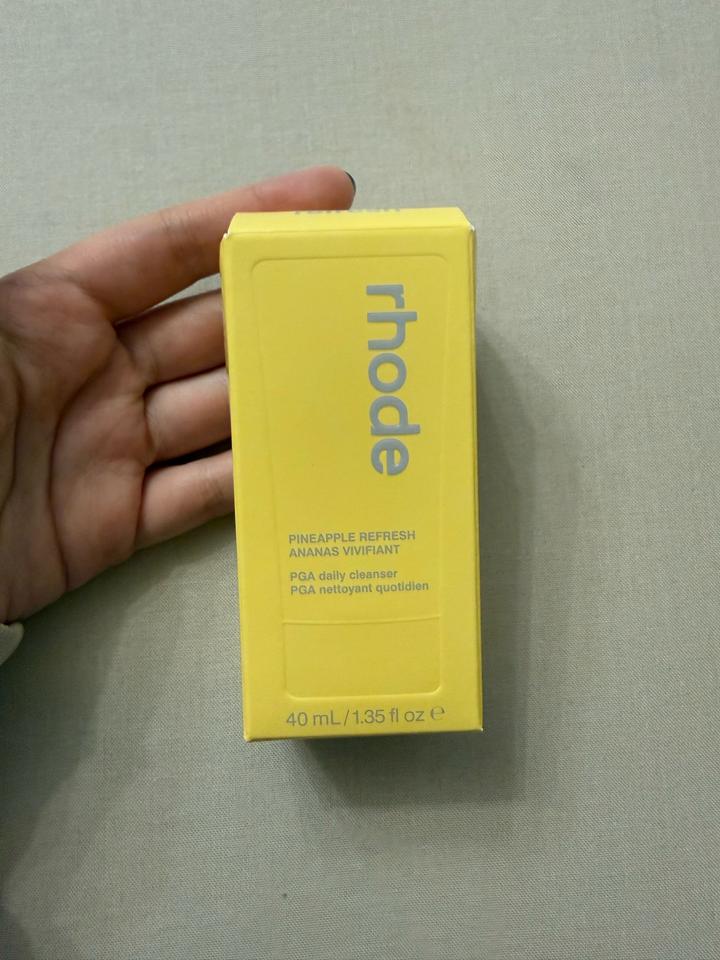 rhode
PINEAPPLE REFRESH
ANANAS VIVIFIANT
PGA daily cleanser
PGA nettoyant quotidien
40 mL/1.35 fl oz ℮